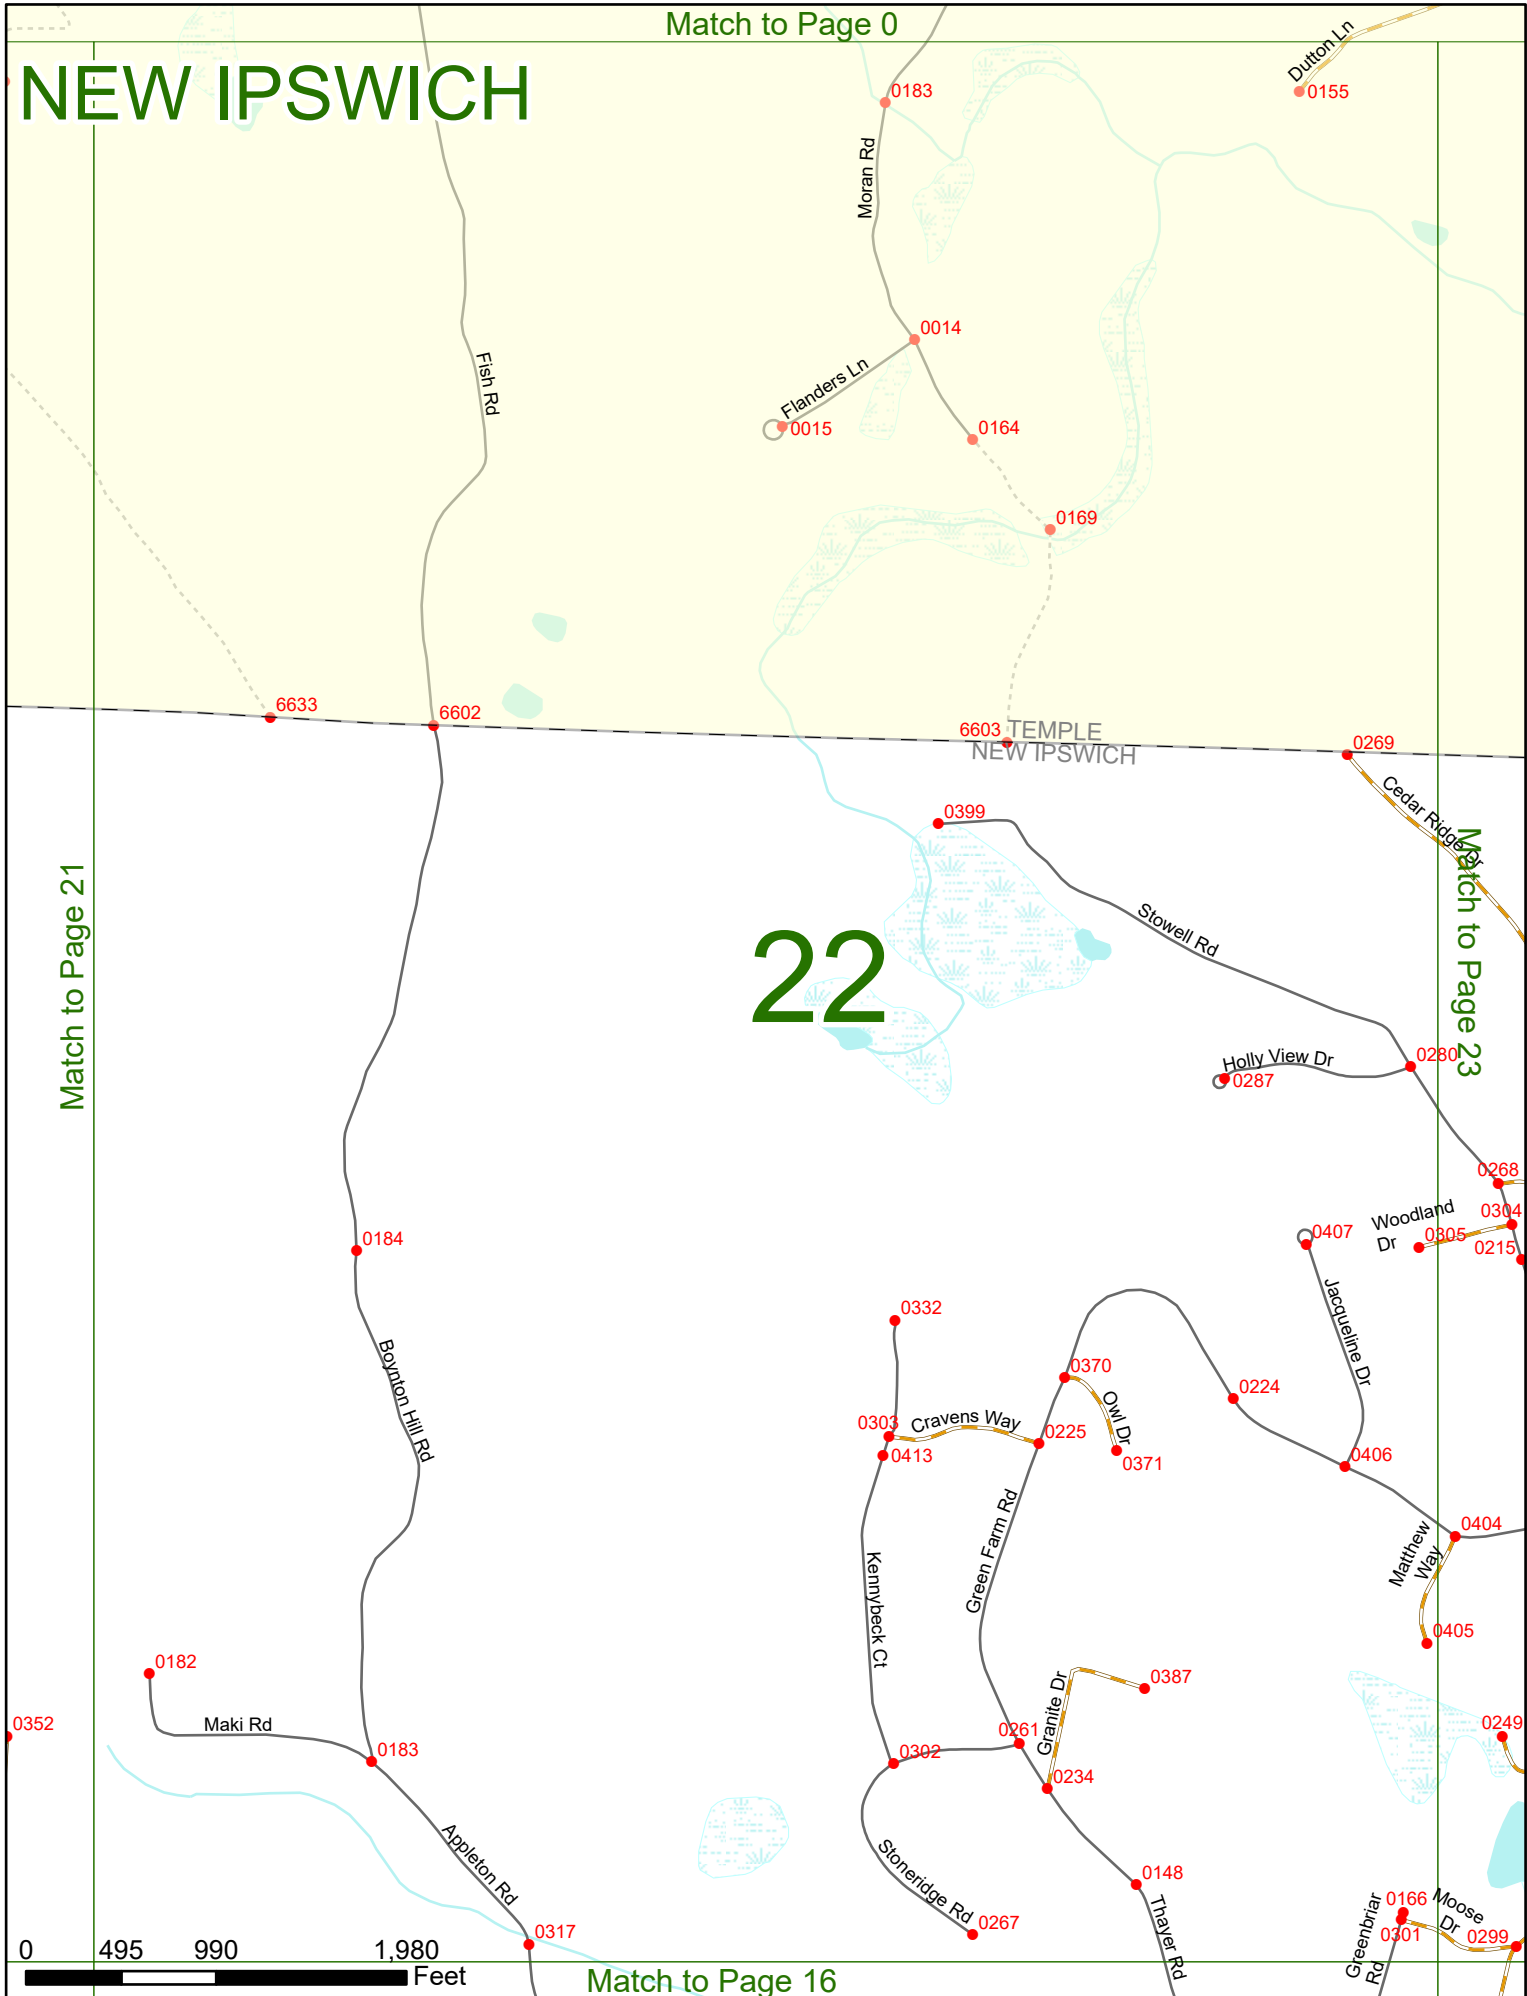 Match to Page 0
NEW IPSWICH
Dutton Ln
0155
0183
Moran Rd
0014
Fish Rd
Flanders Ln
0015
0164
0169
6633
6602
6603
TEMPLE
NEW IPSWICH
0269
Cedar Ridge Dr
0399
Match to Page 21
Match to Page 23
Stowell Rd
22
0280
Holly View Dr
0287
0268
Woodland
Dr
0304
0305
0215
0407
0184
Jacqueline Dr
0332
Boynton Hill Rd
0370
Owl Dr
0224
0303
Cravens Way
0225
0413
0371
0406
Green Farm Rd
0404
Matthew
Way
Kennybeck Ct
0405
0182
Granite Dr
0387
0352
Maki Rd
0261
0249
0183
0302
0234
Appleton Rd
Stoneridge Rd
0148
0267
Thayer Rd
0166
Moose
Dr
0301
0299
Greenbriar
Rd
0317
0 495 990 1,980
Feet
Match to Page 16